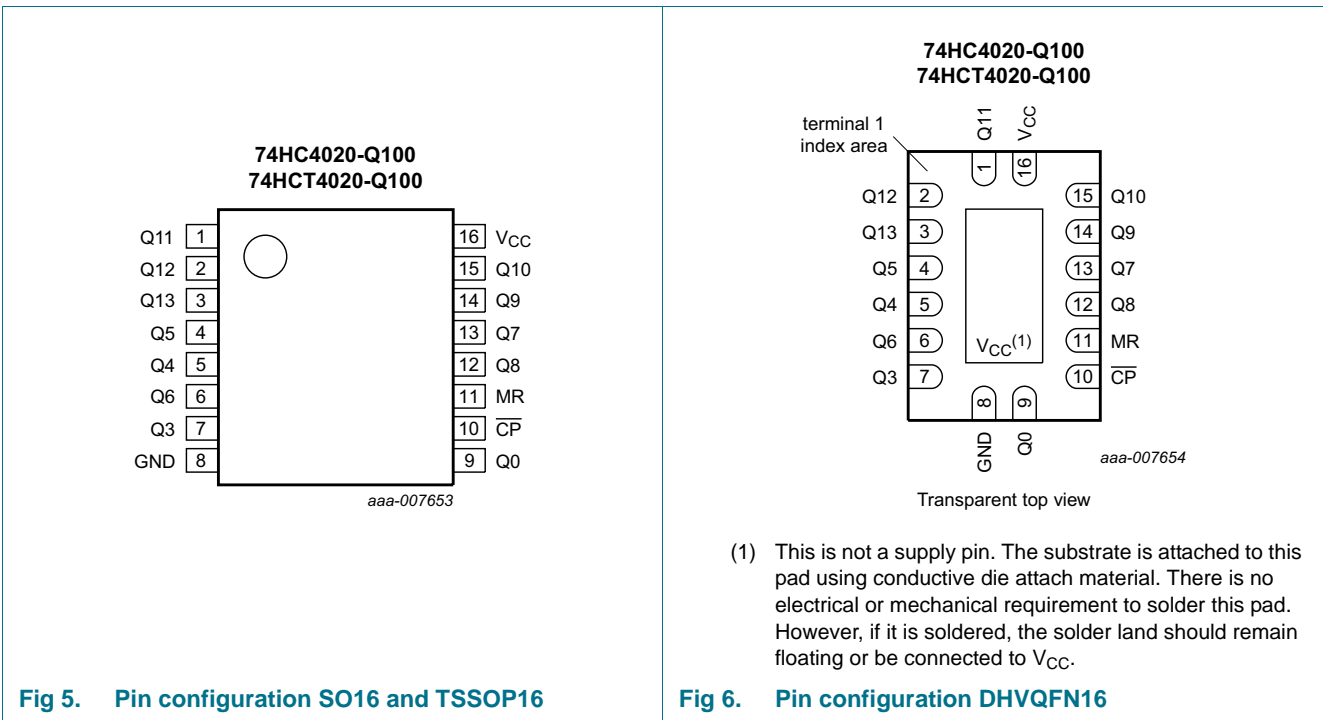 74HC4020-Q100
74HCT4020-Q100
Q11 1 16 VCC
Q12 2 15 Q10
Q13 3 14 Q9
Q5 4 13 Q7
Q4 5 12 Q8
Q6 6 11 MR
Q3 7 10 C̅P̅
GND 8 9 Q0
aaa-007653
Fig 5. Pin configuration SO16 and TSSOP16
74HC4020-Q100
74HCT4020-Q100
terminal 1
index area
Q11 VCC
1 16
Q12 2 15 Q10
Q13 3 14 Q9
Q5 4 13 Q7
Q4 5 12 Q8
Q6 6 VCC(1) 11 MR
Q3 7 10 C̅P̅
8 9
GND Q0
aaa-007654
Transparent top view
(1) This is not a supply pin. The substrate is attached to this
pad using conductive die attach material. There is no
electrical or mechanical requirement to solder this pad.
However, if it is soldered, the solder land should remain
floating or be connected to VCC.
Fig 6. Pin configuration DHVQFN16